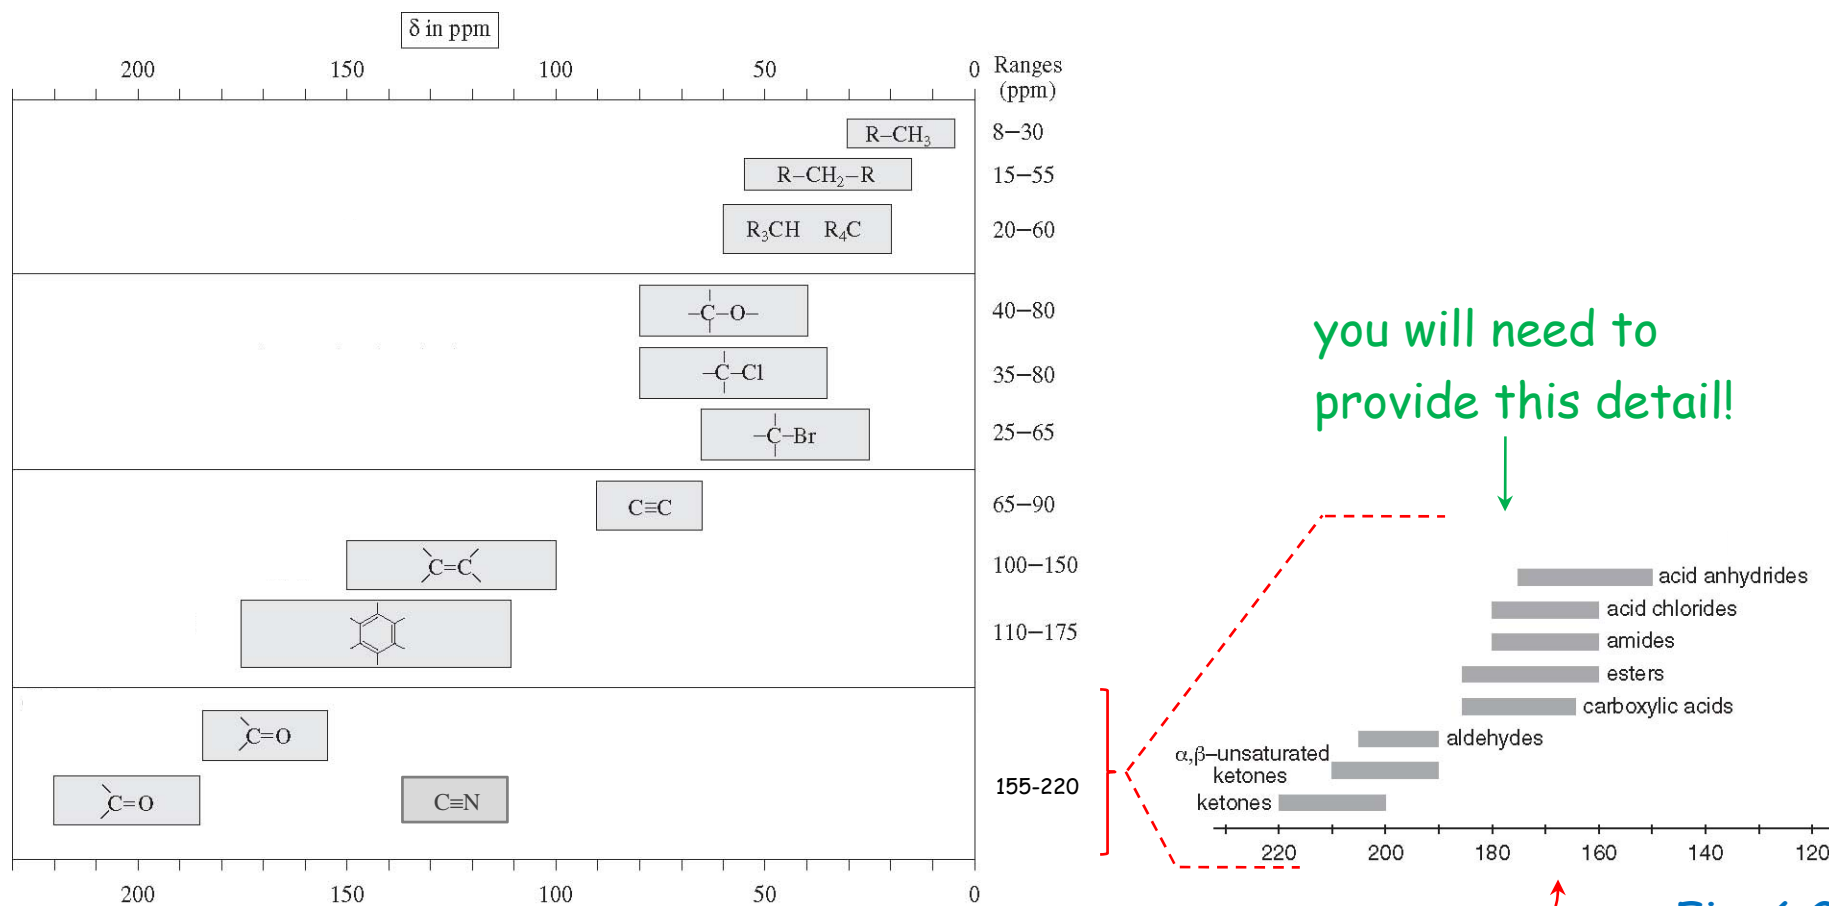 δ in ppm
200 150 100 50 0 Ranges
(ppm)
R–CH₃ 8–30
R–CH₂–R 15–55
R₃CH R₄C 20–60
–C–O– 40–80
–C–Cl 35–80
–C–Br 25–65
C≡C 65–90
C=C 100–150
110–175
C=O
C=O C≡N 155-220
200 150 100 50 0
you will need to
provide this detail!
acid anhydrides
acid chlorides
amides
esters
carboxylic acids
aldehydes
α,β–unsaturated
ketones
ketones
220 200 180 160 140 120